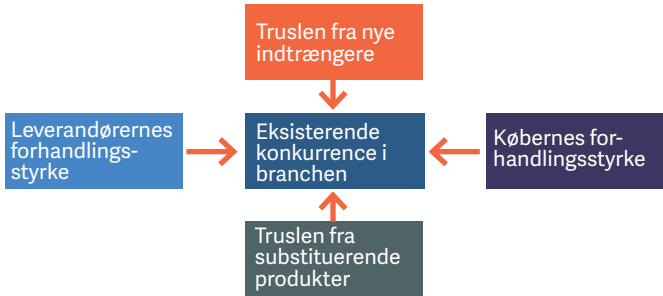 Truslen fra nye
indtrængere
Leverandørernes
forhandlings-
styrke
Eksisterende
konkurrence i
branchen
Købernes for-
handlingsstyrke
Truslen fra
substituerende
produkter